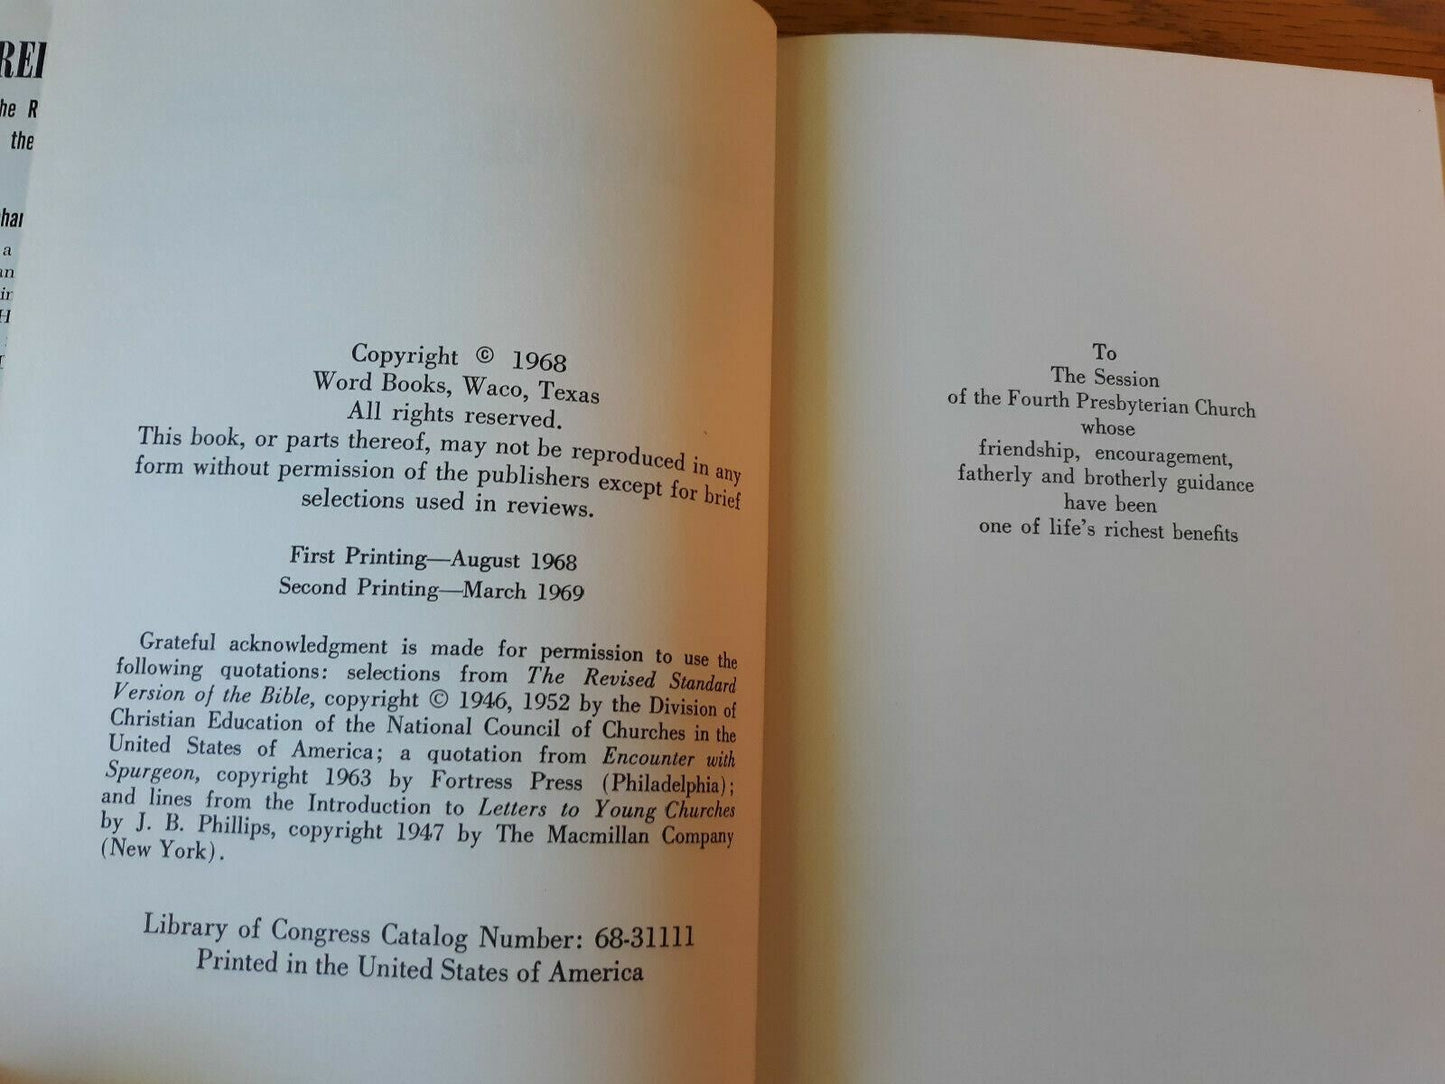 he R
the
a
Copyright © 1968
Word Books, Waco, Texas
All rights reserved.
This book, or parts thereof, may not be reproduced in any
form without permission of the publishers except for brief
selections used in reviews.
First Printing—August 1968
Second Printing—March 1969
Grateful acknowledgment is made for permission to use the
following quotations: selections from The Revised Standard
Version of the Bible, copyright © 1946, 1952 by the Division of
Christian Education of the National Council of Churches in the
United States of America; a quotation from Encounter with
Spurgeon, copyright 1963 by Fortress Press (Philadelphia);
and lines from the Introduction to Letters to Young Churches
by J. B. Phillips, copyright 1947 by The Macmillan Company
(New York).
Library of Congress Catalog Number: 68-31111
Printed in the United States of America
To
The Session
of the Fourth Presbyterian Church
whose
friendship, encouragement,
fatherly and brotherly guidance
have been
one of life's richest benefits